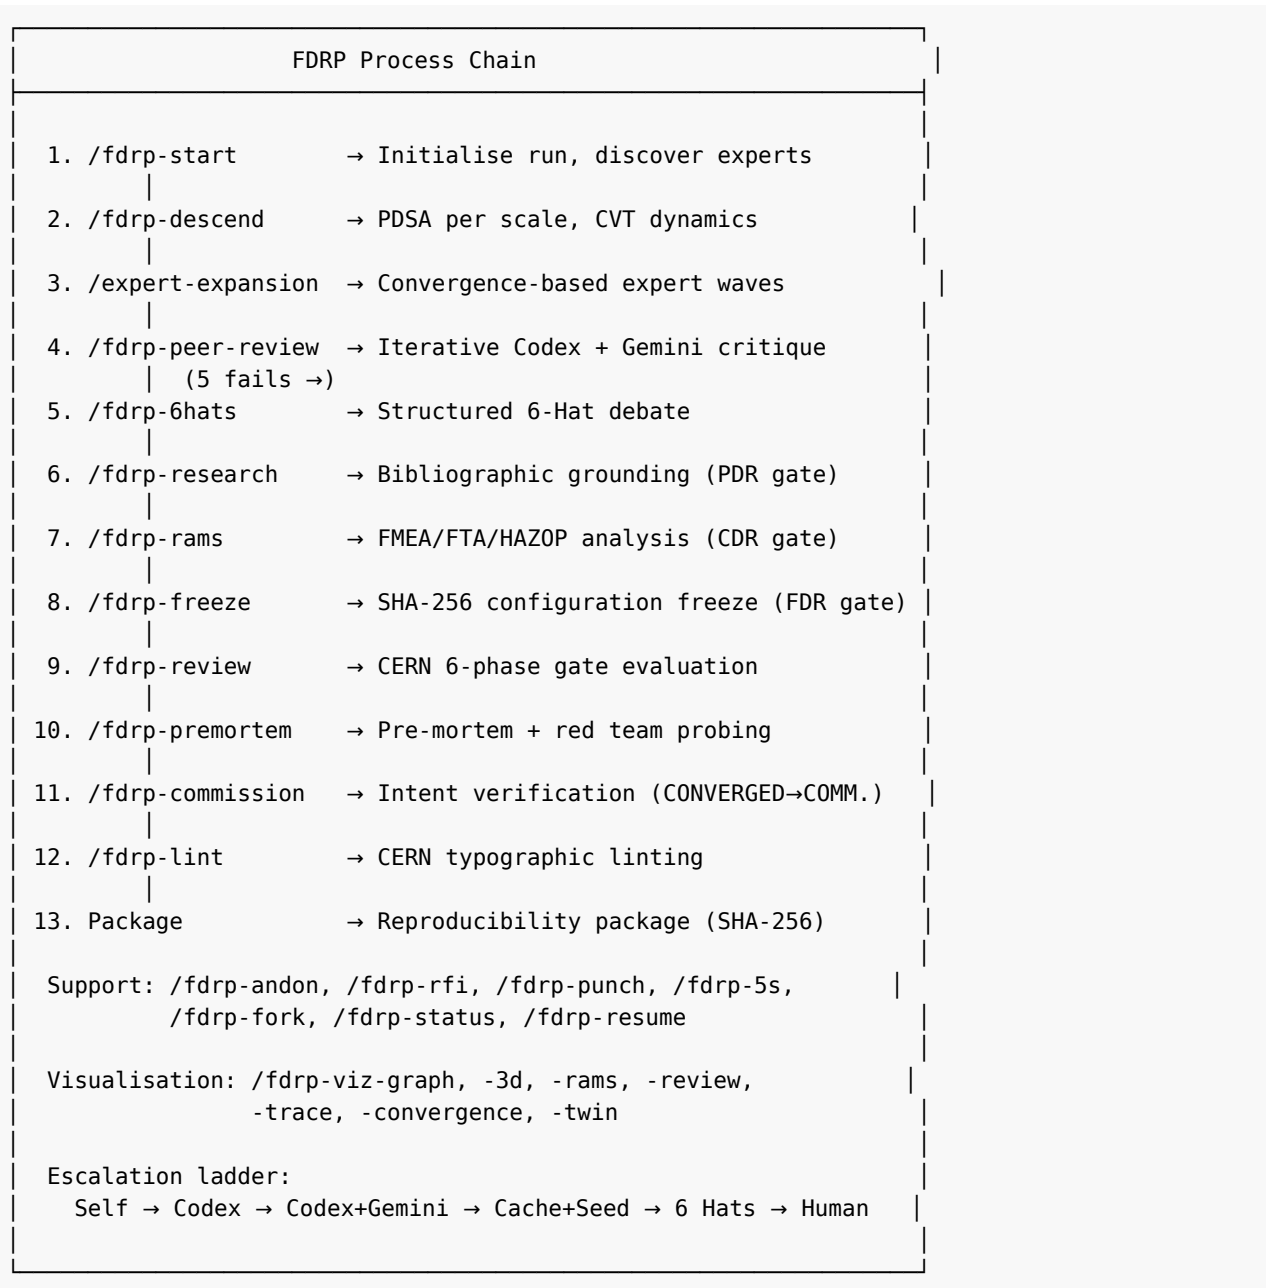 FDRP Process Chain
1. /fdrp-start → Initialise run, discover experts
2. /fdrp-descend → PDSA per scale, CVT dynamics
3. /expert-expansion → Convergence-based expert waves
4. /fdrp-peer-review → Iterative Codex + Gemini critique
(5 fails →)
5. /fdrp-6hats → Structured 6-Hat debate
6. /fdrp-research → Bibliographic grounding (PDR gate)
7. /fdrp-rams → FMEA/FTA/HAZOP analysis (CDR gate)
8. /fdrp-freeze → SHA-256 configuration freeze (FDR gate)
9. /fdrp-review → CERN 6-phase gate evaluation
10. /fdrp-premortem → Pre-mortem + red team probing
11. /fdrp-commission → Intent verification (CONVERGED→COMM.)
12. /fdrp-lint → CERN typographic linting
13. Package → Reproducibility package (SHA-256)
Support: /fdrp-andon, /fdrp-rfi, /fdrp-punch, /fdrp-5s,
/fdrp-fork, /fdrp-status, /fdrp-resume
Visualisation: /fdrp-viz-graph, -3d, -rams, -review,
-trace, -convergence, -twin
Escalation ladder:
Self → Codex → Codex+Gemini → Cache+Seed → 6 Hats → Human